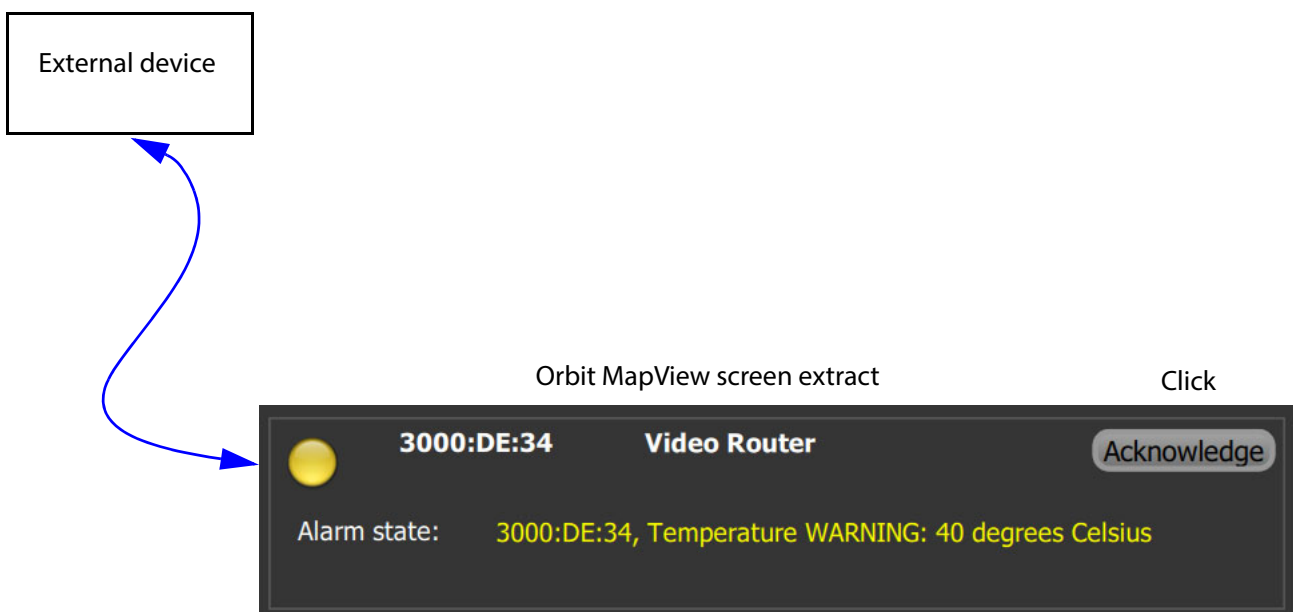 External device
Orbit MapView screen extract
Click
3000:DE:34 Video Router Acknowledge
Alarm state: 3000:DE:34, Temperature WARNING: 40 degrees Celsius